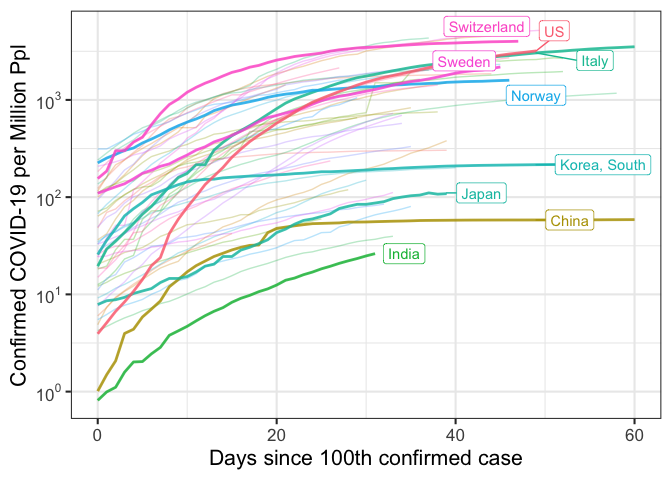 Confirmed COVID-19 per Million Ppl
10³
10²
10¹
10⁰
Switzerland
US
Sweden
Italy
Norway
Korea, South
Japan
China
India
0
20
40
60
Days since 100th confirmed case